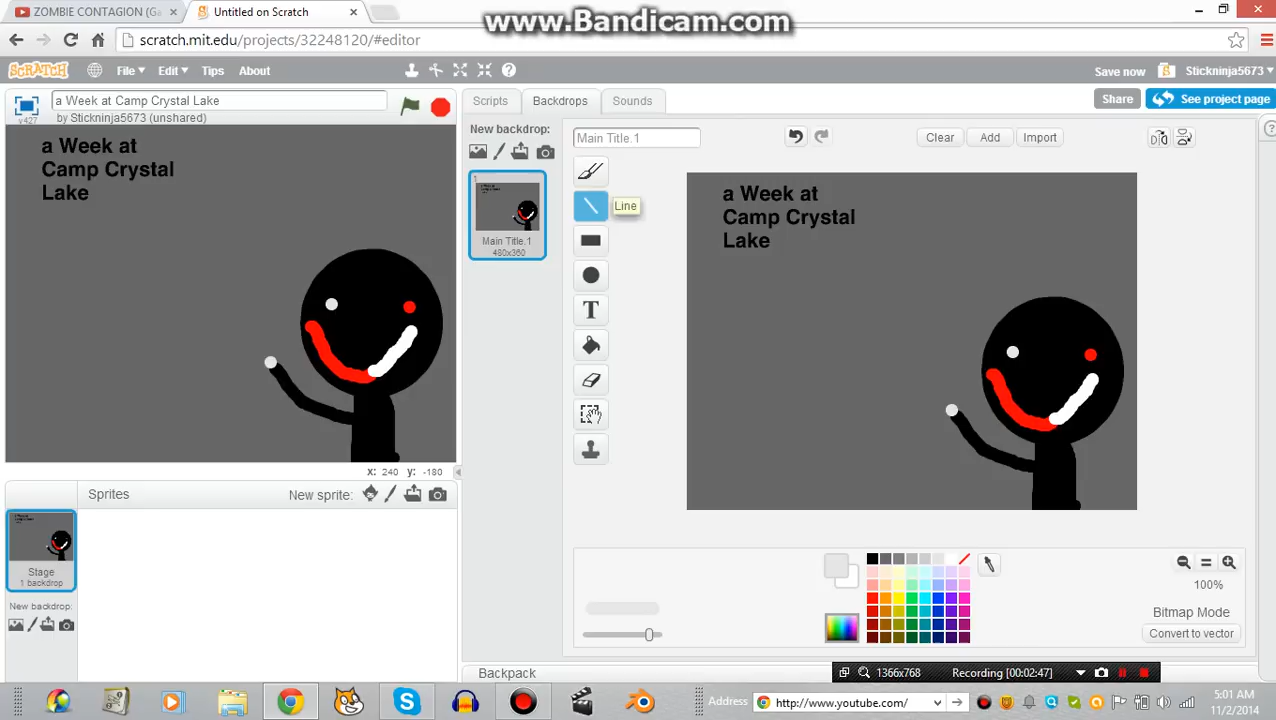 www.Bandicam.com
ZOMBIE CONTAGION (Ga
Untitled on Scratch
scratch.mit.edu/projects/32248120/#editor
SCRATCH
File
Edit
Tips
About
Save now
Stickninja5673
v427
a Week at Camp Crystal Lake
by Stickninja5673 (unshared)
Scripts
Backdrops
Sounds
Share
See project page
New backdrop:
Main Title.1
Clear
Add
Import
a Week at
Camp Crystal
Lake
1
Main Title.1
480x360
Line
T
a Week at
Camp Crystal
Lake
x: 240 y: -180
Sprites
New sprite:
Stage
1 backdrop
New backdrop:
100%
Bitmap Mode
Convert to vector
Backpack
1366x768
Recording [00:02:47]
Address
http://www.youtube.com/
5:01 AM
11/2/2014